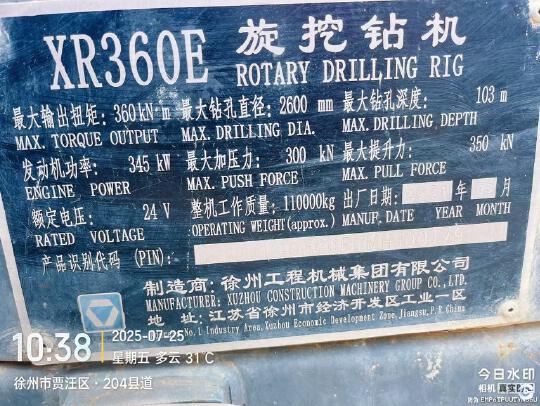 XR360E 旋挖钻机
ROTARY DRILLING RIG
最大输出扭矩: 360kN·m 最大钻孔直径: 2600 mm 最大钻孔深度: 103 m
MAX. TORQUE OUTPUT MAX. DRILLING DIA. MAX. DRILLING DEPTH
发动机功率: 345 kW 最大加压力: 300 kN 最大提升力: 350 kN
ENGINE POWER MAX. PUSH FORCE MAX. PULL FORCE
额定电压: 24 V 整机工作质量: 110000kg 出厂日期: 年 月
RATED VOLTAGE OPERATING WEIGHT(approx.) MANUF. DATE YEAR MONTH
产品识别代码 (PIN):
制造商: 徐州工程机械集团有限公司
MANUFACTURER: XUZHOU CONSTRUCTION MACHINERY GROUP CO., LTD.
地 址: 江苏省徐州市经济开发区工业一区
No.1 Industry Area, Xuzhou Economic Development Zone, Jiangsu, P.R.China
10:38
2025-07-25
星期五 多云 31℃
徐州市贾汪区·204县道
今日水印
相机 真实
防伪